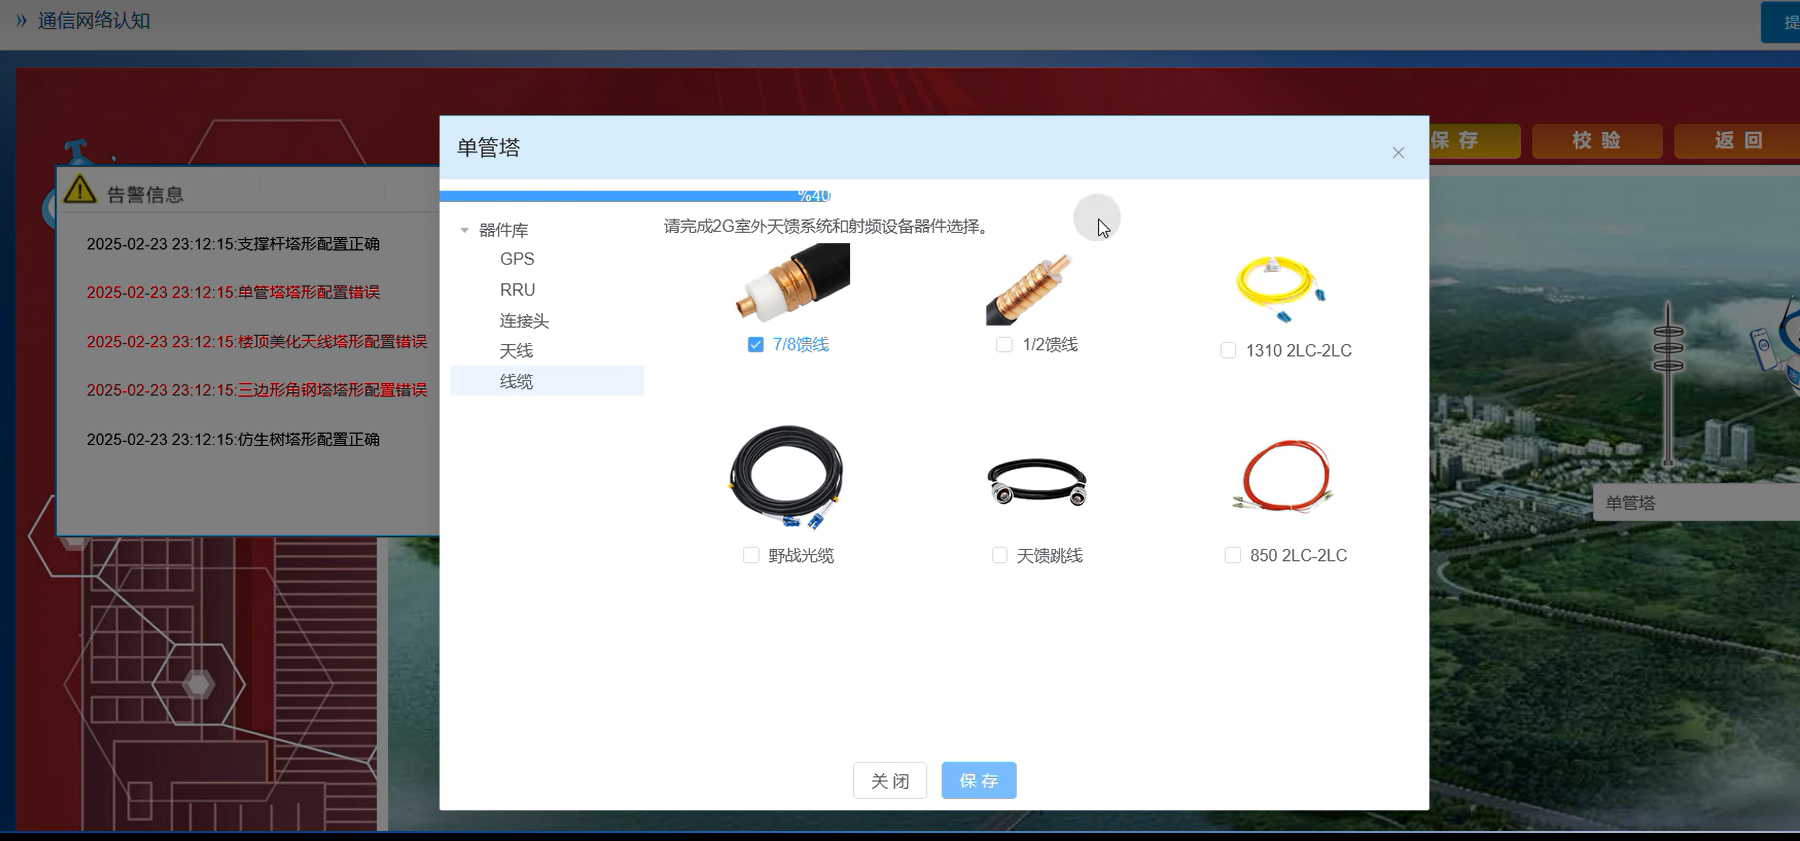 » 通信网络认知
提
保 存
校 验
返 回
告警信息
2025-02-23 23:12:15:支撑杆塔形配置正确
2025-02-23 23:12:15:单管塔塔形配置错误
2025-02-23 23:12:15:楼顶美化天线塔形配置错误
2025-02-23 23:12:15:三边形角钢塔塔形配置错误
2025-02-23 23:12:15:仿生树塔形配置正确
单管塔
%40
器件库
GPS
RRU
连接头
天线
线缆
请完成2G室外天馈系统和射频设备器件选择。
7/8馈线
1/2馈线
1310 2LC-2LC
野战光缆
天馈跳线
850 2LC-2LC
关 闭
保 存
单管塔